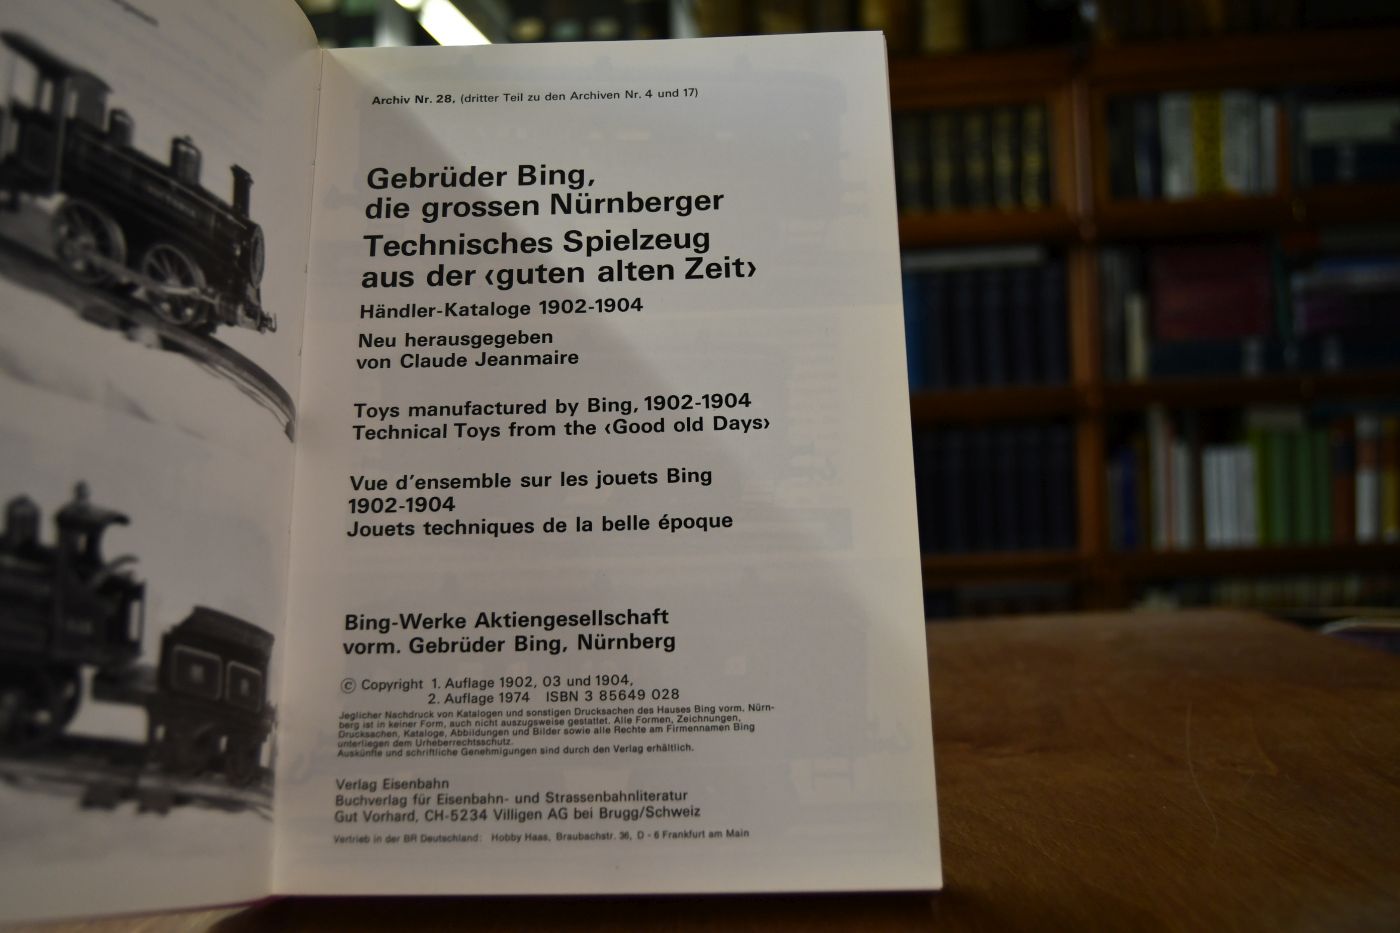 Archiv Nr. 28, (dritter Teil zu den Archiven Nr. 4 und 17)
Gebrüder Bing,
die grossen Nürnberger
Technisches Spielzeug
aus der ‹guten alten Zeit›
Händler-Kataloge 1902-1904
Neu herausgegeben
von Claude Jeanmaire
Toys manufactured by Bing, 1902-1904
Technical Toys from the ‹Good old Days›
Vue d'ensemble sur les jouets Bing
1902-1904
Jouets techniques de la belle époque
Bing-Werke Aktiengesellschaft
vorm. Gebrüder Bing, Nürnberg
© Copyright 1. Auflage 1902, 03 und 1904,
2. Auflage 1974 ISBN 3 85649 028
Jeglicher Nachdruck von Katalogen und sonstigen Drucksachen des Hauses Bing vorm. Nürn-
berg ist in keiner Form, auch nicht auszugsweise gestattet. Alle Formen, Zeichnungen,
Drucksachen, Kataloge, Abbildungen und Bilder sowie alle Rechte am Firmennamen Bing
unterliegen dem Urheberrechtsschutz.
Auskünfte und schriftliche Genehmigungen sind durch den Verlag erhältlich.
Verlag Eisenbahn
Buchverlag für Eisenbahn- und Strassenbahnliteratur
Gut Vorhard, CH-5234 Villigen AG bei Brugg/Schweiz
Vertrieb in der BR Deutschland: Hobby Haas, Braubachstr. 36, D - 6 Frankfurt am Main